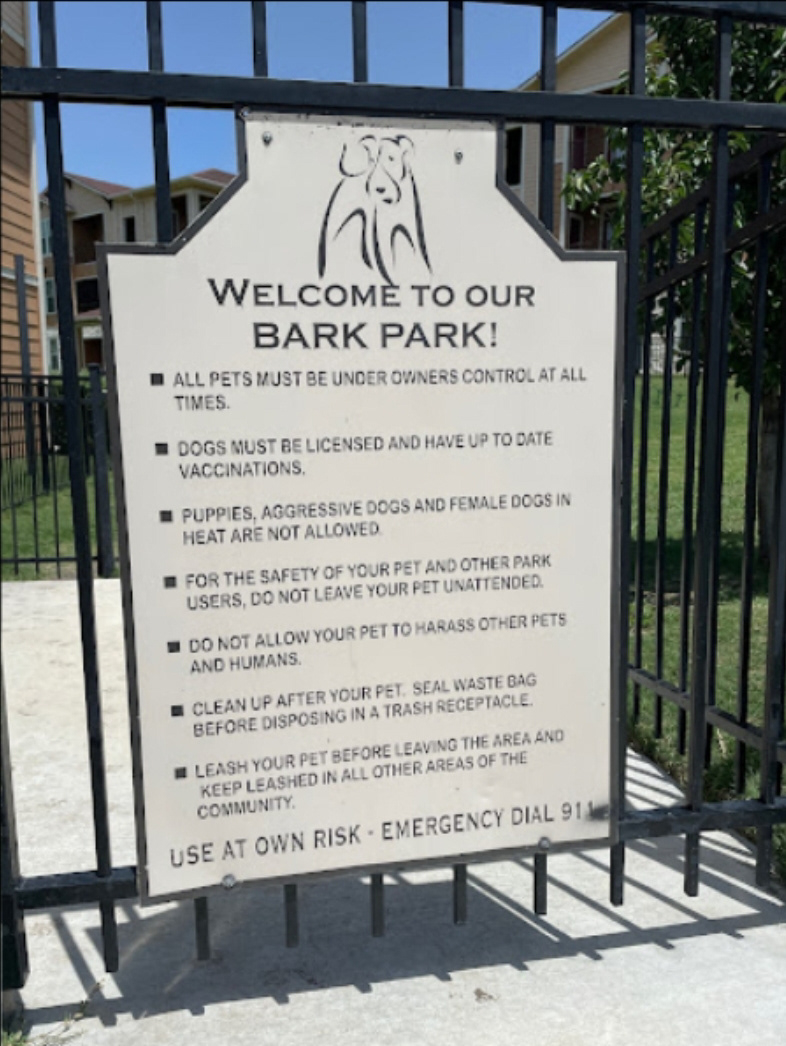 WELCOME TO OUR
BARK PARK!
■ ALL PETS MUST BE UNDER OWNERS CONTROL AT ALL
TIMES.
■ DOGS MUST BE LICENSED AND HAVE UP TO DATE
VACCINATIONS.
■ PUPPIES, AGGRESSIVE DOGS AND FEMALE DOGS IN
HEAT ARE NOT ALLOWED.
■ FOR THE SAFETY OF YOUR PET AND OTHER PARK
USERS, DO NOT LEAVE YOUR PET UNATTENDED.
■ DO NOT ALLOW YOUR PET TO HARASS OTHER PETS
AND HUMANS.
■ CLEAN UP AFTER YOUR PET. SEAL WASTE BAG
BEFORE DISPOSING IN A TRASH RECEPTACLE.
■ LEASH YOUR PET BEFORE LEAVING THE AREA AND
KEEP LEASHED IN ALL OTHER AREAS OF THE
COMMUNITY.
USE AT OWN RISK - EMERGENCY DIAL 911